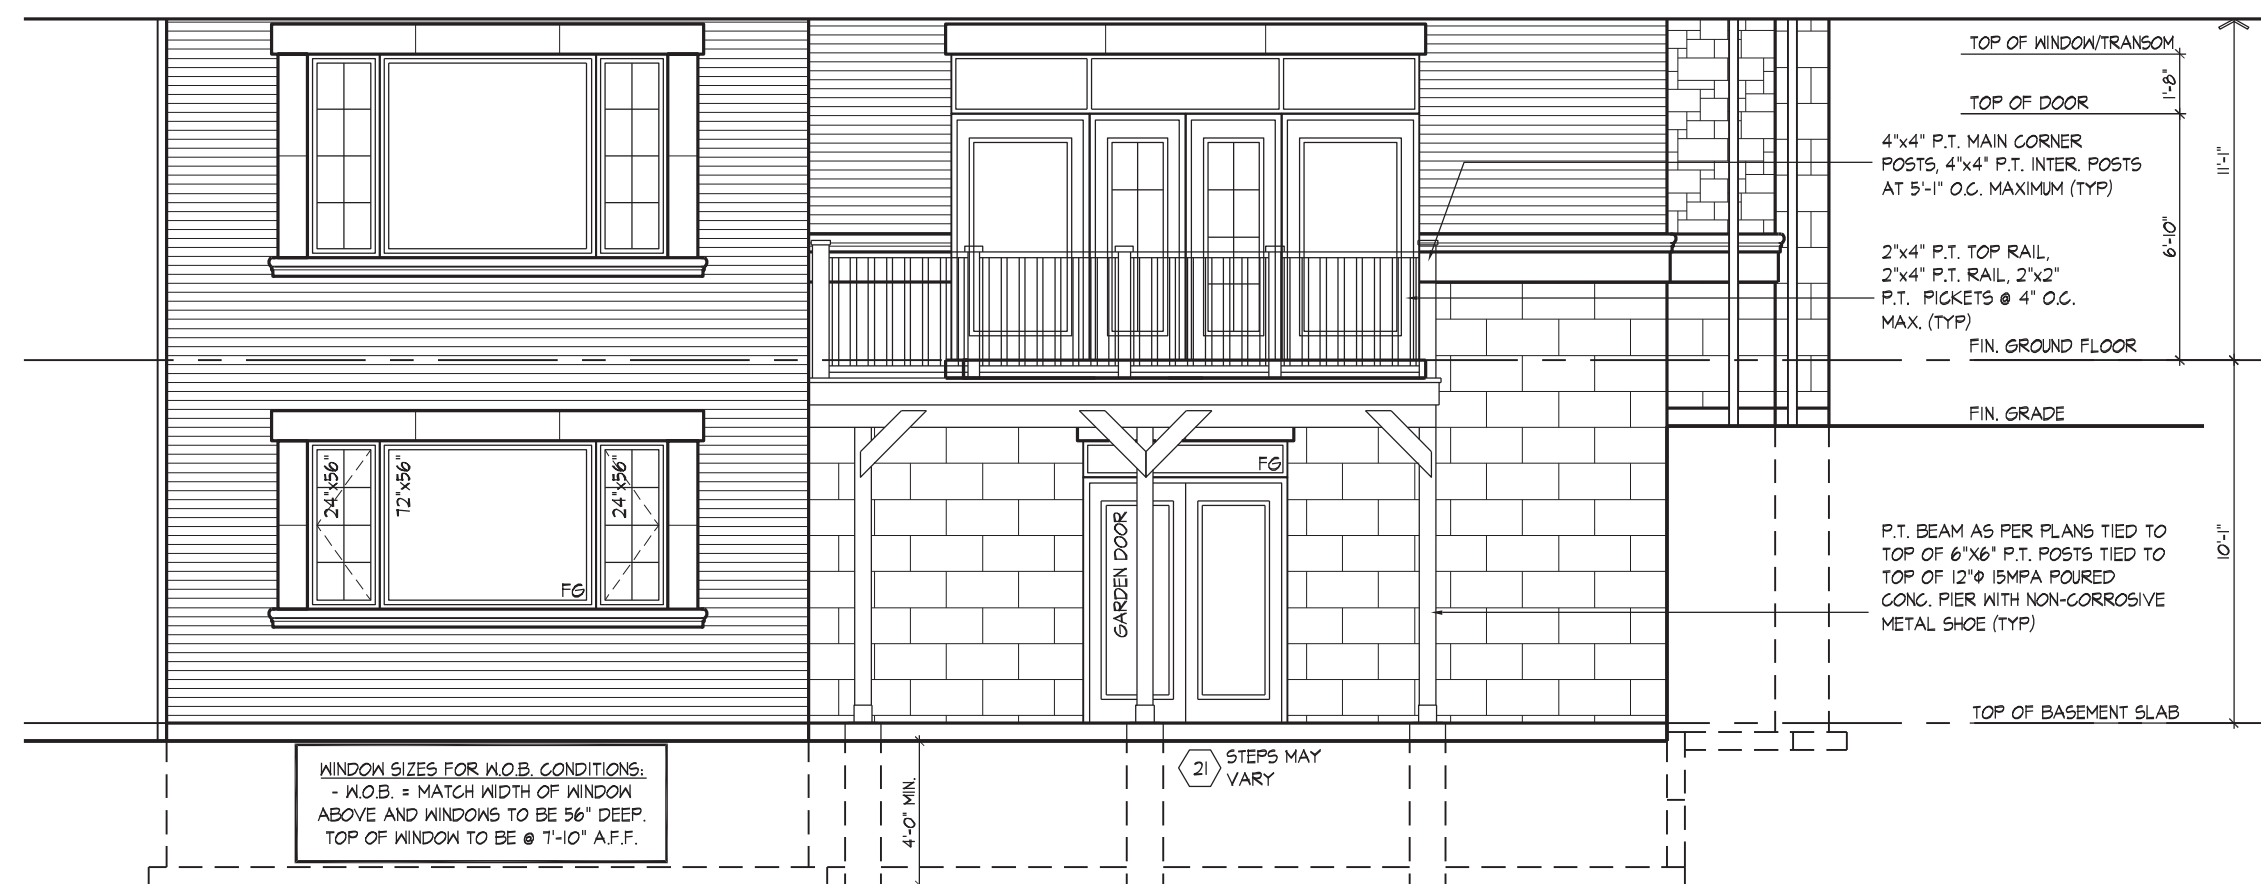 TOP OF WINDOW/TRANSOM
1'-8"
TOP OF DOOR
4"x4" P.T. MAIN CORNER
POSTS, 4"x4" P.T. INTER. POSTS
AT 5'-1" O.C. MAXIMUM (TYP)
11'-1"
6'-10"
2"x4" P.T. TOP RAIL,
2"x4" P.T. RAIL, 2"x2"
P.T. PICKETS @ 4" O.C.
MAX. (TYP)
FIN. GROUND FLOOR
FIN. GRADE
24"x56"
72"x56"
24"x56"
FG
FG
GARDEN DOOR
P.T. BEAM AS PER PLANS TIED TO
TOP OF 6"X6" P.T. POSTS TIED TO
TOP OF 12"Φ 15MPA POURED
CONC. PIER WITH NON-CORROSIVE
METAL SHOE (TYP)
10'-1"
TOP OF BASEMENT SLAB
WINDOW SIZES FOR W.O.B. CONDITIONS:
- W.O.B. = MATCH WIDTH OF WINDOW
ABOVE AND WINDOWS TO BE 56" DEEP.
TOP OF WINDOW TO BE @ 7'-10" A.F.F.
4'-0" MIN.
21 STEPS MAY
VARY